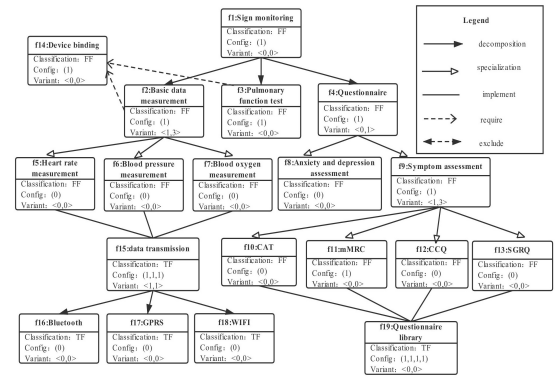 f1:Sign monitoring
Classification: FF
Config: (1)
Variant: <0,0>
f14:Device binding
Classification: FF
Config: (1)
Variant: <0,0>
f2:Basic data
measurement
Classification: FF
Config: (1)
Variant: <1,3>
f3:Pulmonary
function test
Classification: FF
Config: (1)
Variant: <0,0>
f4:Questionnaire
Classification: FF
Config: (1)
Variant: <0,1>
Legend
decomposition
specialization
implement
require
exclude
f5:Heart rate
measurement
Classification: FF
Config: (0)
Variant: <0,0>
f6:Blood pressure
measurement
Classification: FF
Config: (0)
Variant: <0,0>
f7:Blood oxygen
measurement
Classification: FF
Config: (0)
Variant: <0,0>
f8:Anxiety and depression
assessment
Classification: FF
Config: (0)
Variant: <0,0>
f9:Symptom assessment
Classification: FF
Config: (1)
Variant: <1,3>
f15:data transmission
Classification: TF
Config: (1,1,1)
Variant: <1,1>
f10:CAT
Classification: FF
Config: (0)
Variant: <0,0>
f11:mMRC
Classification: FF
Config: (1)
Variant: <0,0>
f12:CCQ
Classification: FF
Config: (0)
Variant: <0,0>
f13:SGRQ
Classification: FF
Config: (0)
Variant: <0,0>
f16:Bluetooth
Classification: TF
Config: (0)
Variant: <0,0>
f17:GPRS
Classification: TF
Config: (0)
Variant: <0,0>
f18:WIFI
Classification: TF
Config: (0)
Variant: <0,0>
f19:Questionnaire
library
Classification: TF
Config: (1,1,1,1)
Variant: <0,0>